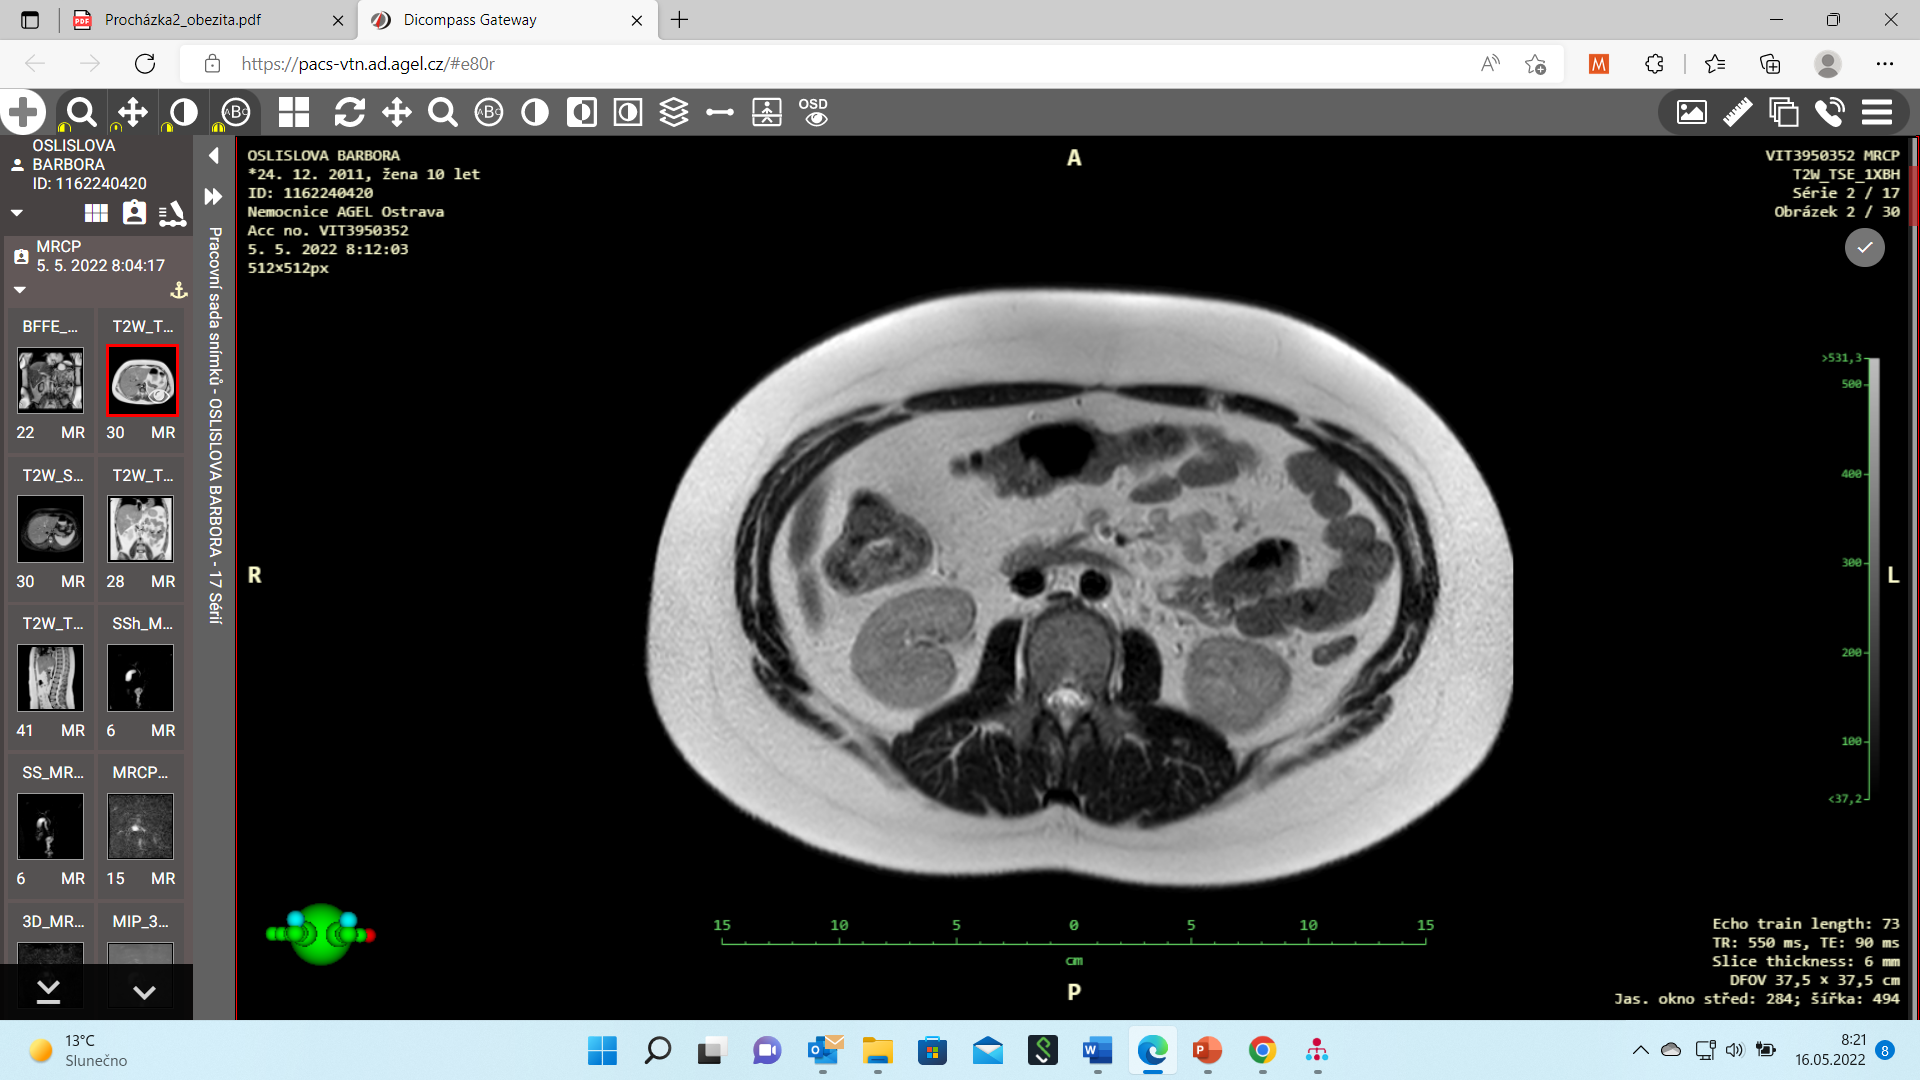 Procházka2_obezita.pdf
Dicompass Gateway
https://pacs-vtn.ad.agel.cz/#e80r
OSD
OSLISLOVA
BARBORA
ID: 1162240420
MRCP
5. 5. 2022 8:04:17
BFFE_...
T2W_T...
22 MR
30 MR
T2W_S...
T2W_T...
30 MR
28 MR
T2W_T...
SSh_M...
41 MR
6 MR
SS_MR...
MRCP...
6 MR
15 MR
3D_MR...
MIP_3...
Pracovní sada snímků - OSLISLOVA BARBORA - 17 Sérií
OSLISLOVA BARBORA
*24. 12. 2011, žena 10 let
ID: 1162240420
Nemocnice AGEL Ostrava
Acc no. VIT3950352
5. 5. 2022 8:12:03
512×512px
A
VIT3950352 MRCP
T2W_TSE_1XBH
Série 2 / 17
Obrázek 2 / 30
R
L
>531,3
500
400
300
200
100
<37,2
15 10 5 0 5 10 15
cm
P
Echo train length: 73
TR: 550 ms, TE: 90 ms
Slice thickness: 6 mm
DFOV 37,5 x 37,5 cm
Jas. okno střed: 284; šířka: 494
13°C
Slunečno
8:21
16.05.2022
8